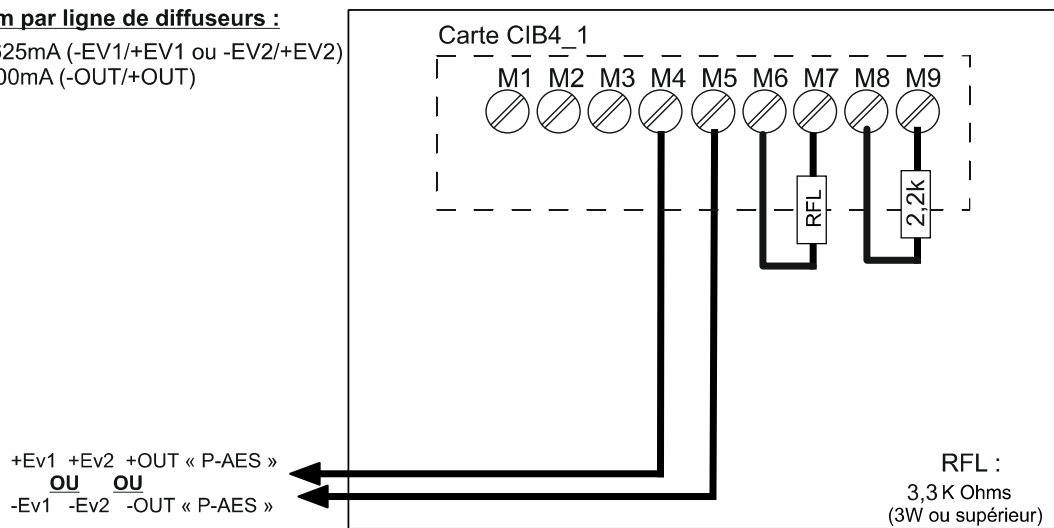 par ligne de diffuseurs :
(-EV1/+EV1 ou -EV2/+EV2)
(-OUT/+OUT)
Carte CIB4_1
M1 M2 M3 M4 M5 M6 M7 M8 M9
RFL
2,2k
+Ev1 +Ev2 +OUT « P-AES »
OU OU
-Ev1 -Ev2 -OUT « P-AES »
RFL :
3,3 K Ohms
(3W ou supérieur)